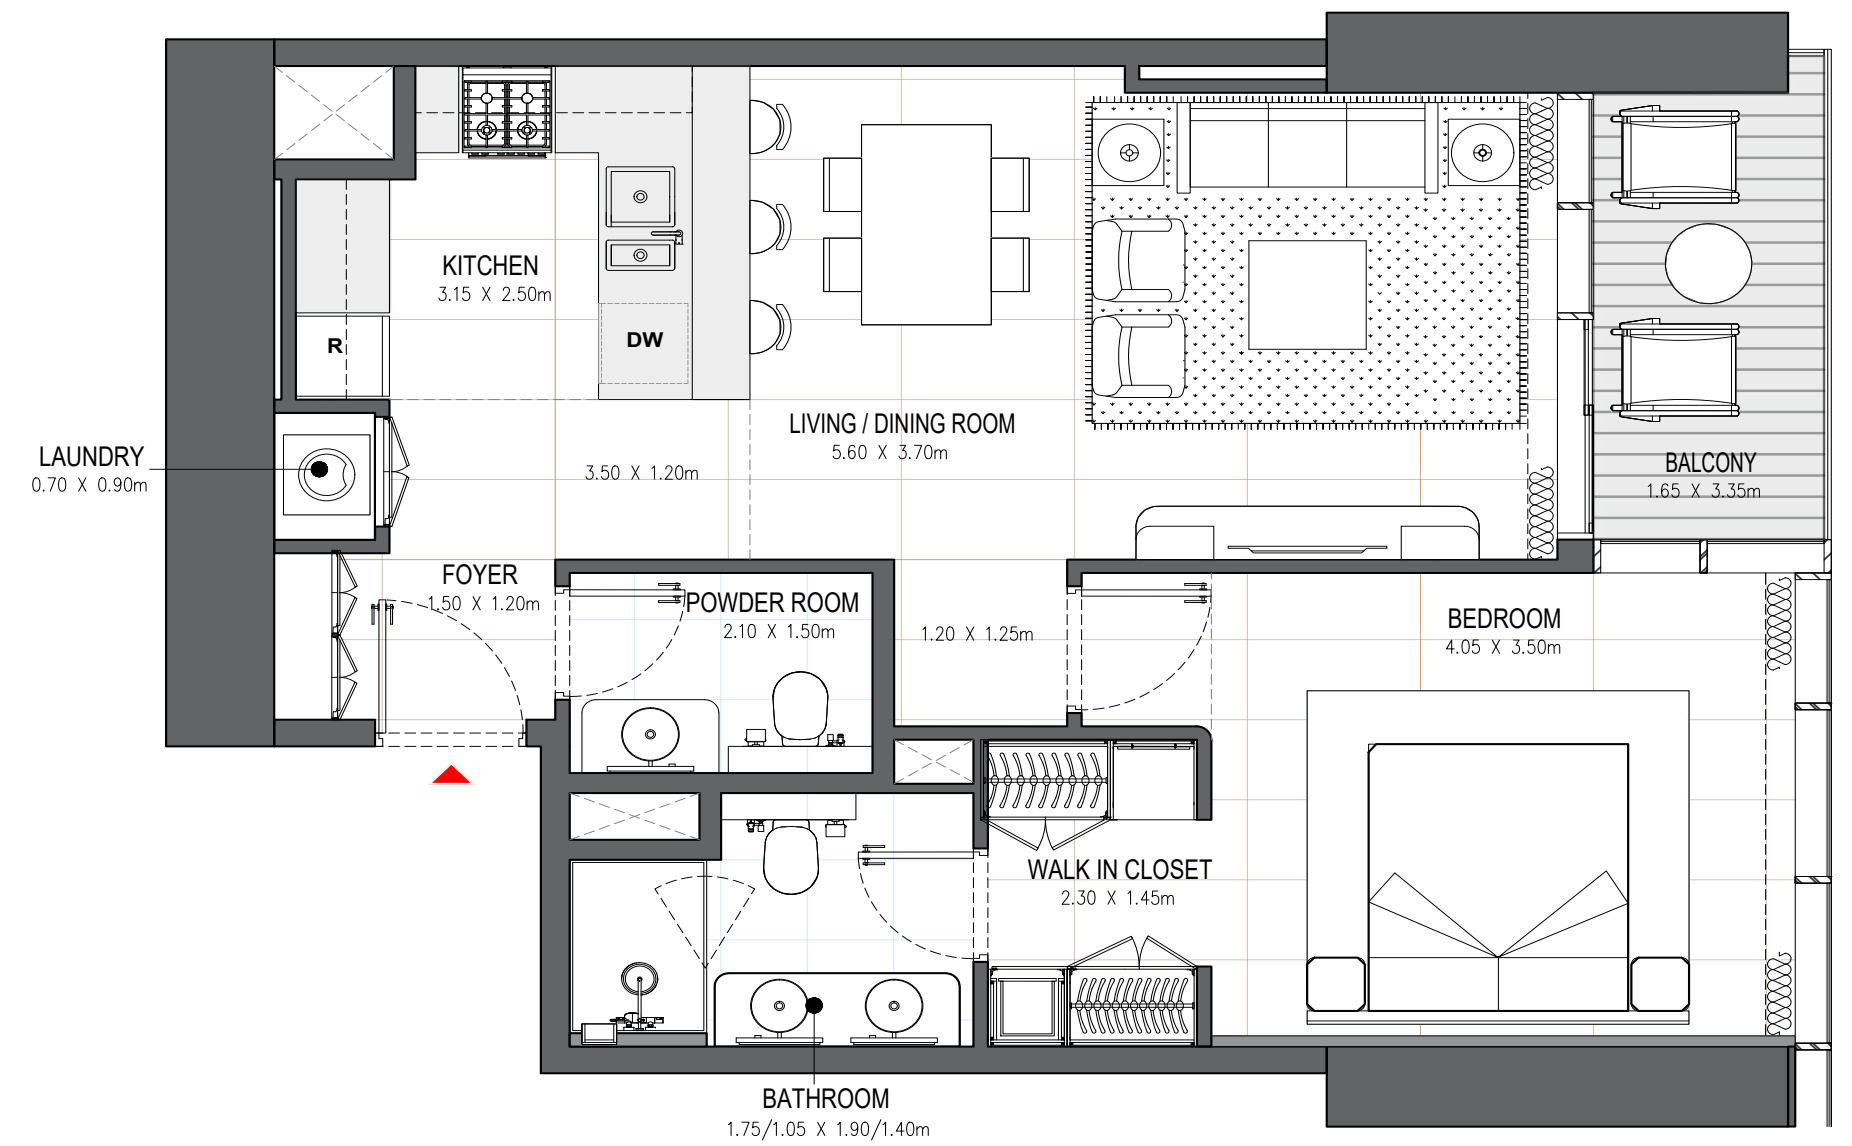 KITCHEN
3.15 X 2.50m
R
DW
LIVING / DINING ROOM
5.60 X 3.70m
LAUNDRY
0.70 X 0.90m
3.50 X 1.20m
BALCONY
1.65 X 3.35m
FOYER
1.50 X 1.20m
POWDER ROOM
2.10 X 1.50m
1.20 X 1.25m
BEDROOM
4.05 X 3.50m
WALK IN CLOSET
2.30 X 1.45m
BATHROOM
1.75/1.05 X 1.90/1.40m